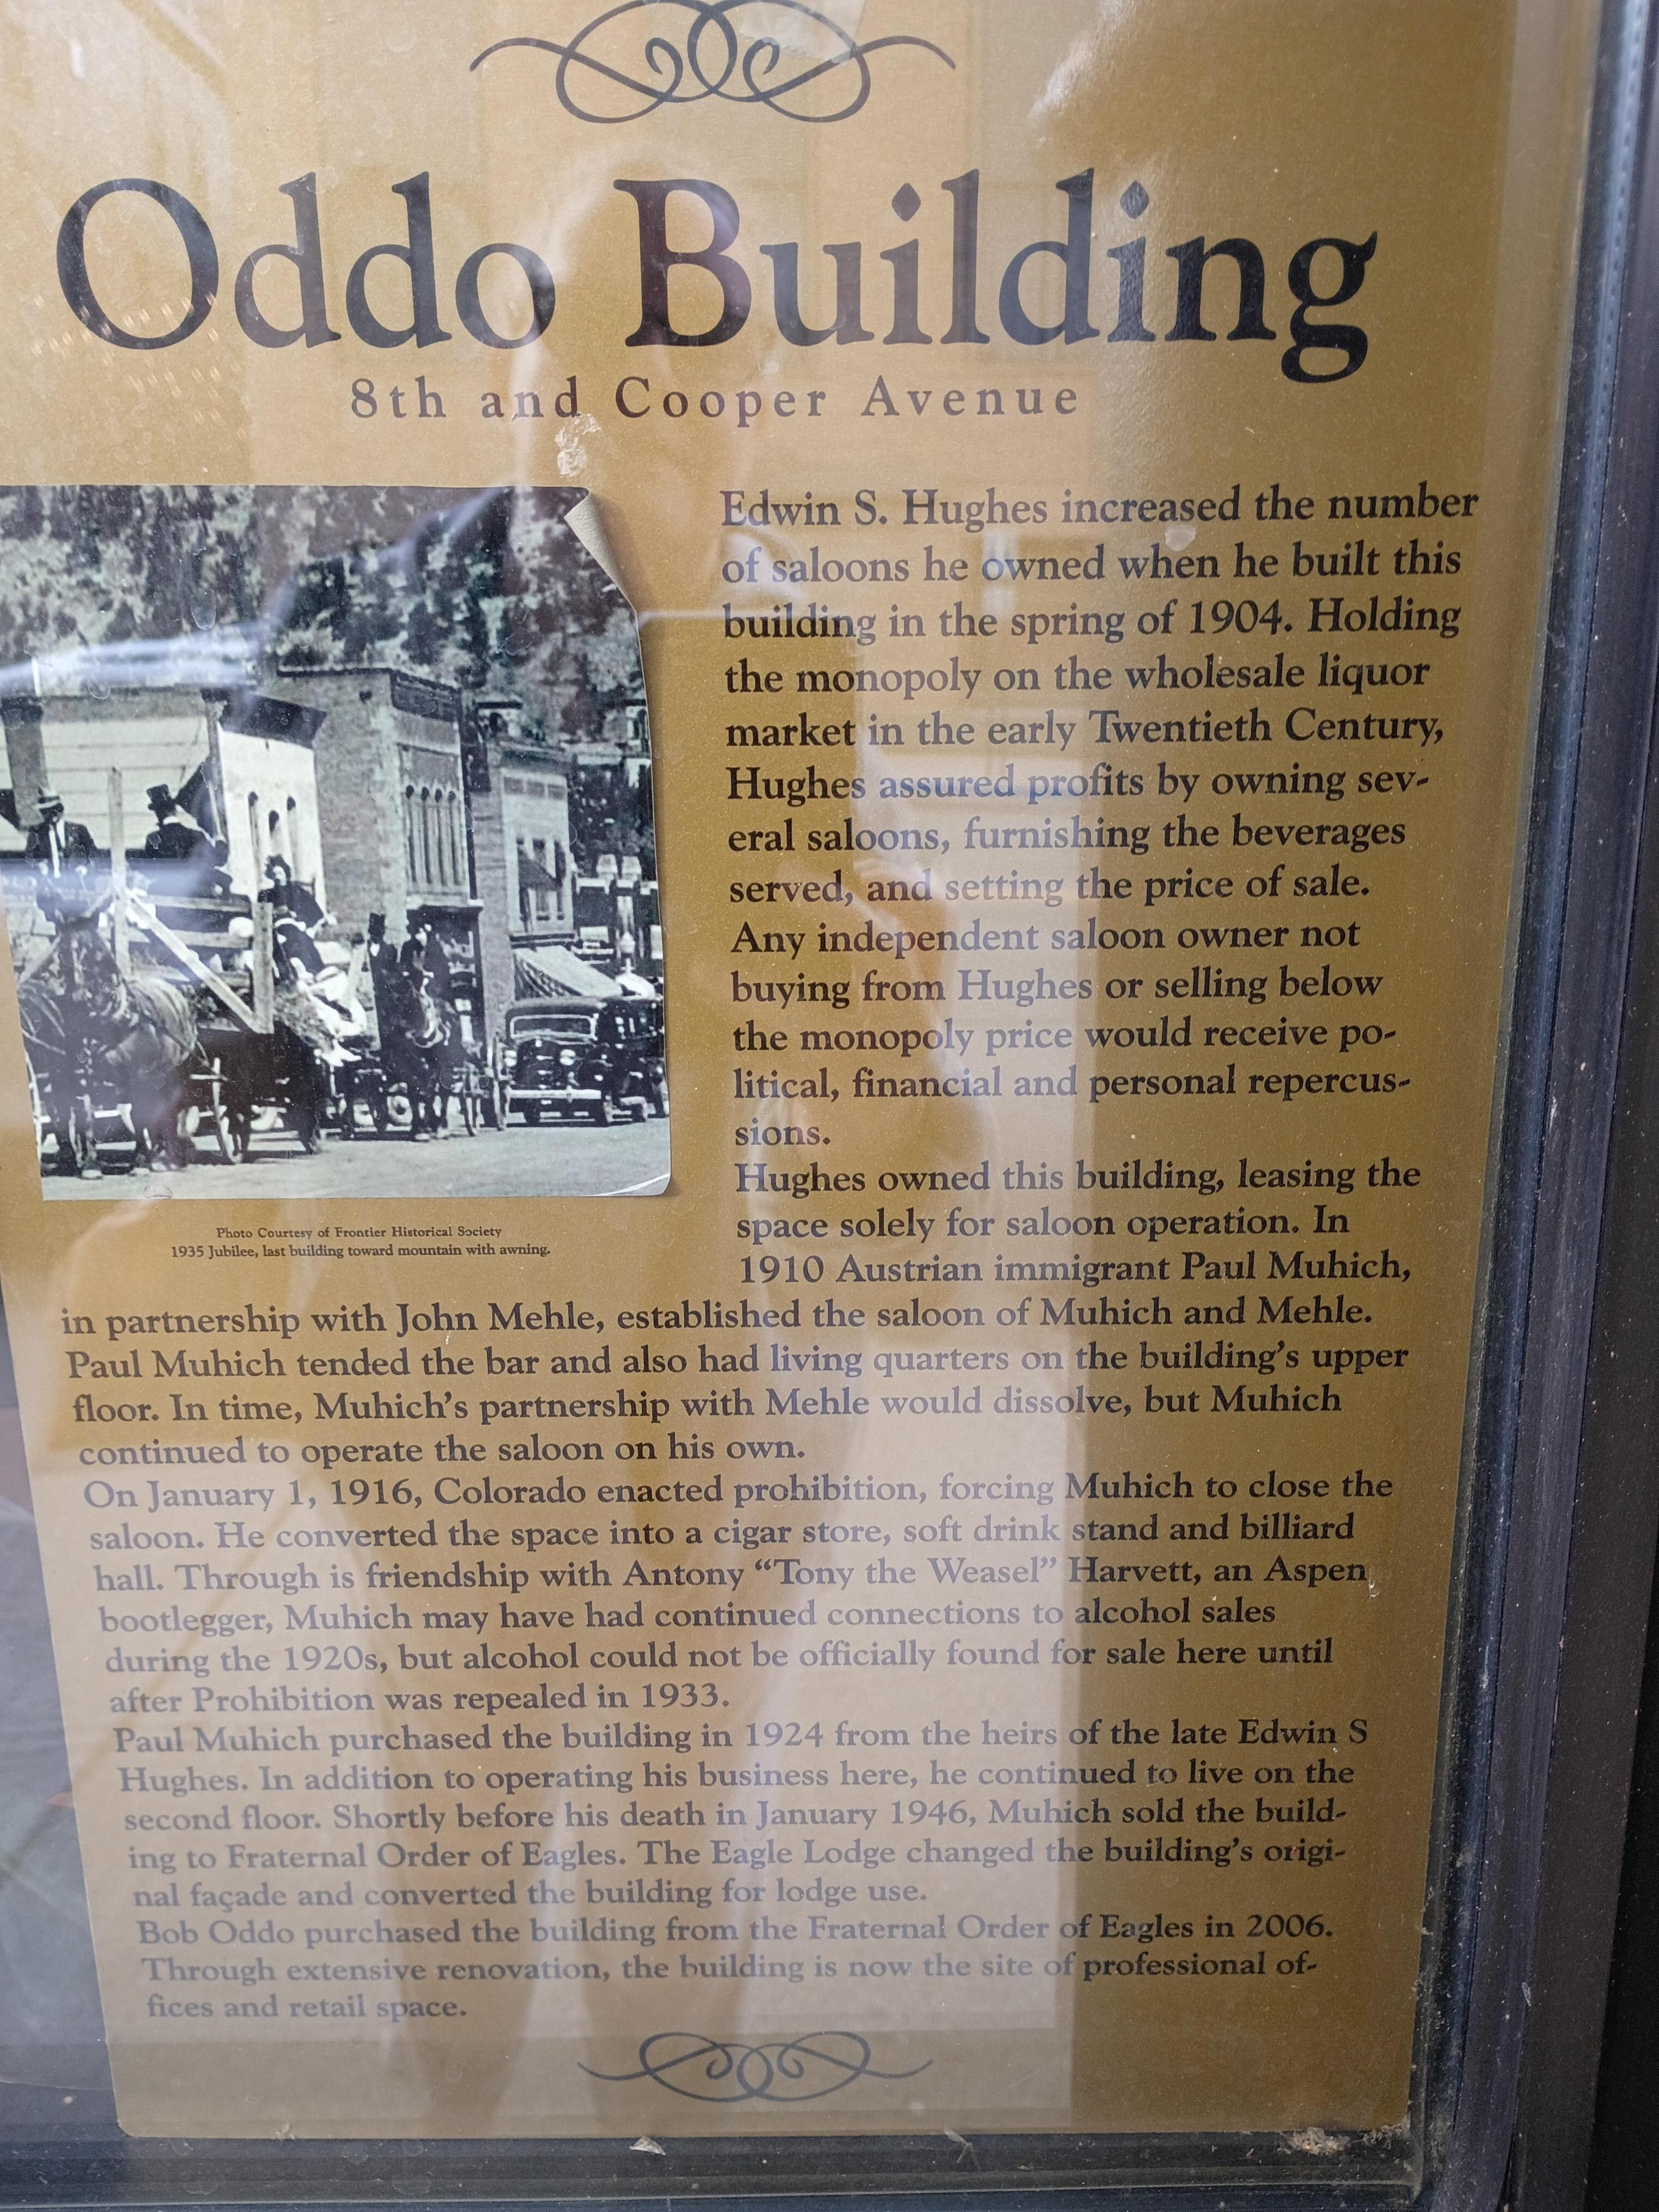 Oddo Building
8th and Cooper Avenue
Edwin S. Hughes increased the number
of saloons he owned when he built this
building in the spring of 1904. Holding
the monopoly on the wholesale liquor
market in the early Twentieth Century,
Hughes assured profits by owning sev-
eral saloons, furnishing the beverages
served, and setting the price of sale.
Any independent saloon owner not
buying from Hughes or selling below
the monopoly price would receive po-
litical, financial and personal repercus-
sions.
Hughes owned this building, leasing the
space solely for saloon operation. In
1910 Austrian immigrant Paul Muhich,
Photo Courtesy of Frontier Historical Society
1935 Jubilee, last building toward mountain with awning.
in partnership with John Mehle, established the saloon of Muhich and Mehle.
Paul Muhich tended the bar and also had living quarters on the building's upper
floor. In time, Muhich's partnership with Mehle would dissolve, but Muhich
continued to operate the saloon on his own.
On January 1, 1916, Colorado enacted prohibition, forcing Muhich to close the
saloon. He converted the space into a cigar store, soft drink stand and billiard
hall. Through is friendship with Antony “Tony the Weasel” Harvett, an Aspen
bootlegger, Muhich may have had continued connections to alcohol sales
during the 1920s, but alcohol could not be officially found for sale here until
after Prohibition was repealed in 1933.
Paul Muhich purchased the building in 1924 from the heirs of the late Edwin S
Hughes. In addition to operating his business here, he continued to live on the
second floor. Shortly before his death in January 1946, Muhich sold the build-
ing to Fraternal Order of Eagles. The Eagle Lodge changed the building's origi-
nal façade and converted the building for lodge use.
Bob Oddo purchased the building from the Fraternal Order of Eagles in 2006.
Through extensive renovation, the building is now the site of professional of-
fices and retail space.